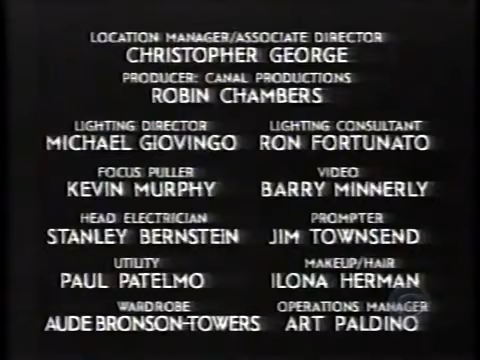 LOCATION MANAGER/ASSOCIATE DIRECTOR
CHRISTOPHER GEORGE
PRODUCER: CANAL PRODUCTIONS
ROBIN CHAMBERS
LIGHTING DIRECTOR LIGHTING CONSULTANT
MICHAEL GIOVINGO RON FORTUNATO
FOCUS PULLER VIDEO
KEVIN MURPHY BARRY MINNERLY
HEAD ELECTRICIAN PROMPTER
STANLEY BERNSTEIN JIM TOWNSEND
UTILITY MAKEUP/HAIR
PAUL PATELMO ILONA HERMAN
WARDROBE OPERATIONS MANAGER
AUDE BRONSON-TOWERS ART PALDINO